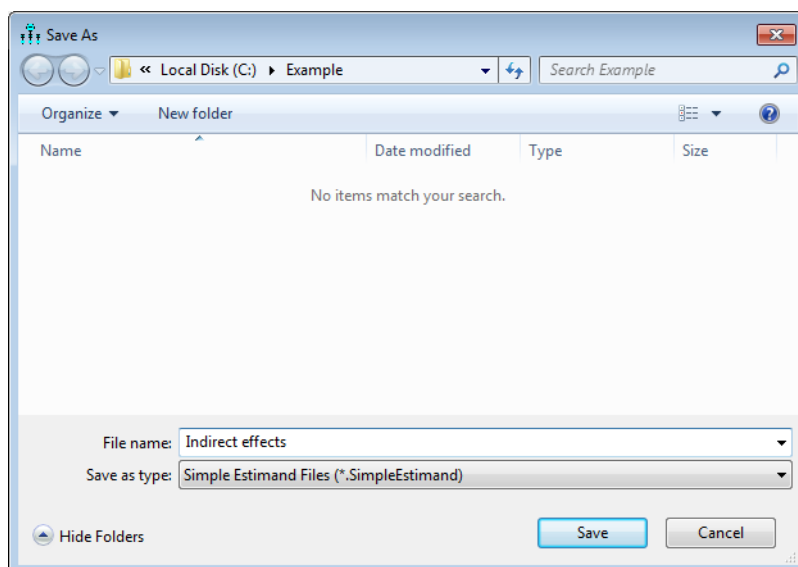 Save As
« Local Disk (C:) Example Search Example
Organize New folder
Name Date modified Type Size
No items match your search.
File name: Indirect effects
Save as type: Simple Estimand Files (*.SimpleEstimand)
Hide Folders Save Cancel